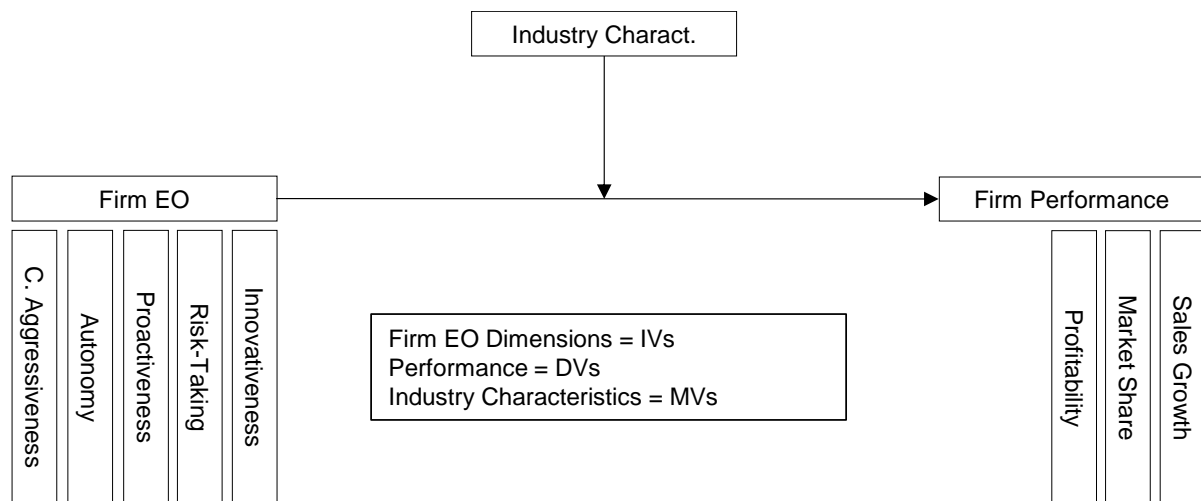 Industry Charact.
Firm EO
Firm Performance
C. Aggressiveness
Autonomy
Proactiveness
Risk-Taking
Innovativeness
Firm EO Dimensions = IVs
Performance = DVs
Industry Characteristics = MVs
Profitability
Market Share
Sales Growth